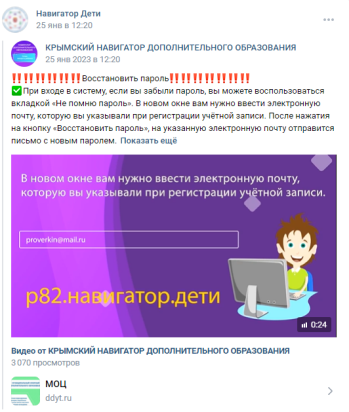 Навигатор Дети
25 янв в 12:20
КРЫМСКИЙ НАВИГАТОР ДОПОЛНИТЕЛЬНОГО ОБРАЗОВАНИЯ
25 янв 2023 в 12:20
‼‼‼‼‼‼‼Восстановить пароль‼‼‼‼‼‼‼
✅При входе в систему, если вы забыли пароль, вы можете воспользоваться
вкладкой «Не помню пароль». В новом окне вам нужно ввести электронную
почту, которую вы указывали при регистрации учётной записи. После нажатия
на кнопку «Восстановить пароль», на указанную электронную почту отправится
письмо с новым паролем. Показать ещё
В новом окне вам нужно ввести электронную почту,
которую вы указывали при регистрации учётной записи.
proverkin@mail.ru
р82.навигатор.дети
0:24
Видео от КРЫМСКИЙ НАВИГАТОР ДОПОЛНИТЕЛЬНОГО ОБРАЗОВАНИЯ
3 070 просмотров
МОЦ
ddyt.ru